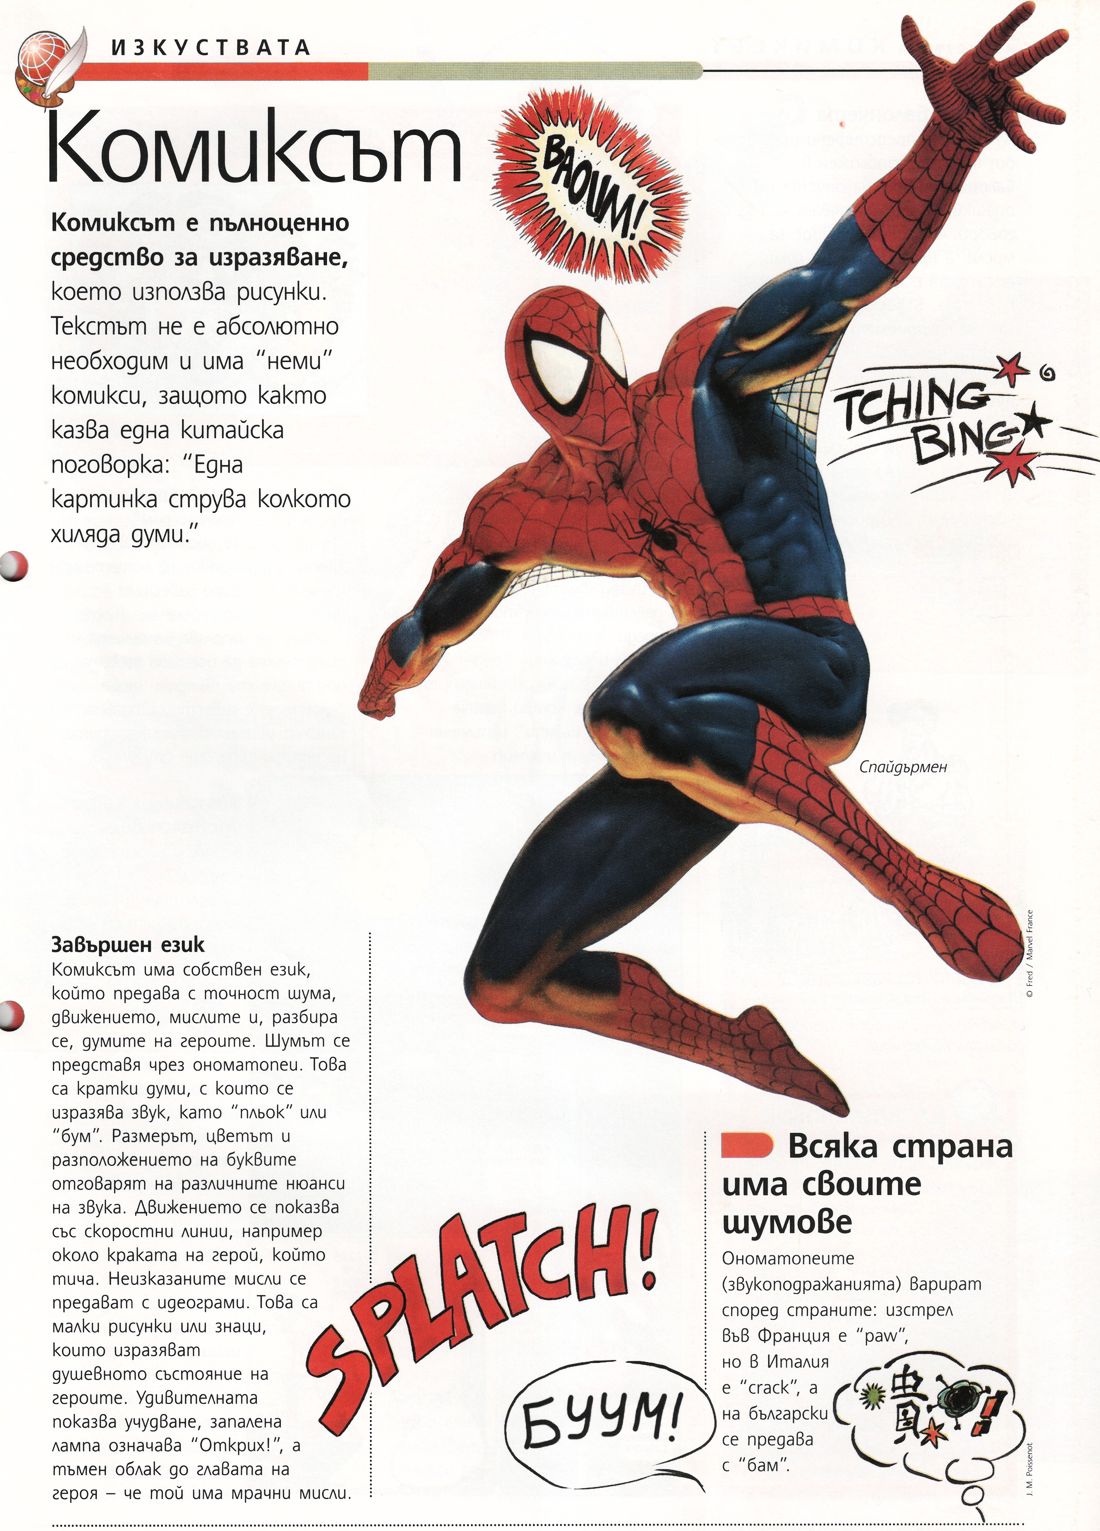 ИЗКУСТВАТА
Комиксът
BAOUM!
Комиксът е пълноценно
средство за изразяване,
което използва рисунки.
Текстът не е абсолютно
необходим и има “неми”
комикси, защото както
казва една китайска
поговорка: “Една
картинка струва колкото
хиляда думи.”
TCHING
BING
Спайдърмен
© Fred / Marvel France
Завършен език
Комиксът има собствен език,
който предава с точност шума,
движението, мислите и, разбира
се, думите на героите. Шумът се
представя чрез ономатопеи. Това
са кратки думи, с които се
изразява звук, като “пльок” или
“бум”. Размерът, цветът и
разположението на буквите
отговарят на различните нюанси
на звука. Движението се показва
със скоростни линии, например
около краката на герой, който
тича. Неизказаните мисли се
предават с идеограми. Това са
малки рисунки или знаци,
които изразяват
душевното състояние на
героите. Удивителната
показва учудване, запалена
лампа означава “Открих!”, а
тъмен облак до главата на
героя – че той има мрачни мисли.
SPLATCH!
БУУМ!
Всяка страна
има своите
шумове
Ономатопеите
(звукоподражанията) варират
според страните: изстрел
във Франция е “paw”,
но в Италия
е “crack”, а
на български
се предава
с “бам”.
J. M. Poissenot